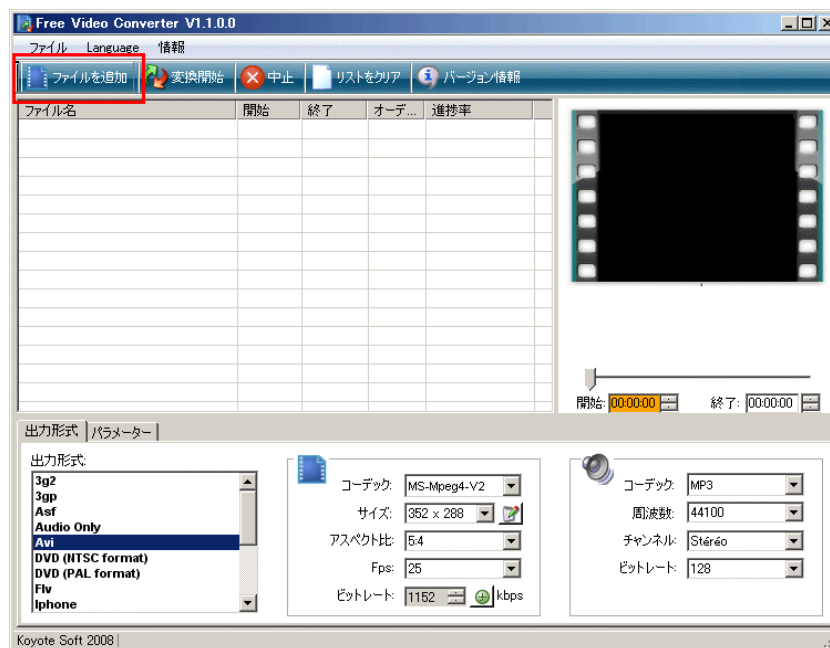 Free Video Converter V1.1.0.0
ファイル Language 情報
ファイルを追加 変換開始 中止 リストをクリア バージョン情報
ファイル名 開始 終了 オーデ... 進捗率
開始: 00:00:00 終了: 00:00:00
出力形式 パラメーター
出力形式:
3g2
3gp
Asf
Audio Only
Avi
DVD (NTSC format)
DVD (PAL format)
Flv
Iphone
コーデック: MS-Mpeg4-V2
サイズ: 352 x 288
アスペクト比: 5:4
Fps: 25
ビットレート: 1152 kbps
コーデック: MP3
周波数: 44100
チャンネル: Stéréo
ビットレート: 128
Koyote Soft 2008